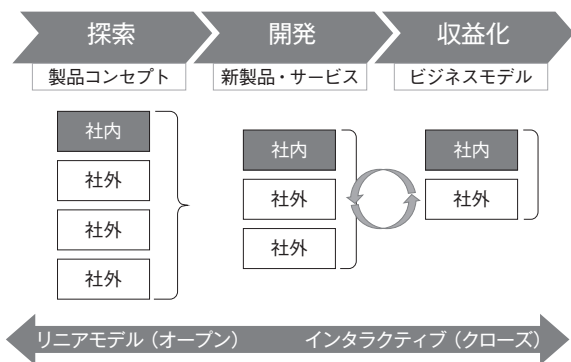 探索
開発
収益化
製品コンセプト
新製品・サービス
ビジネスモデル
社内
社外
社外
社外
社内
社外
社外
社内
社外
リニアモデル（オープン）
インタラクティブ（クローズ）